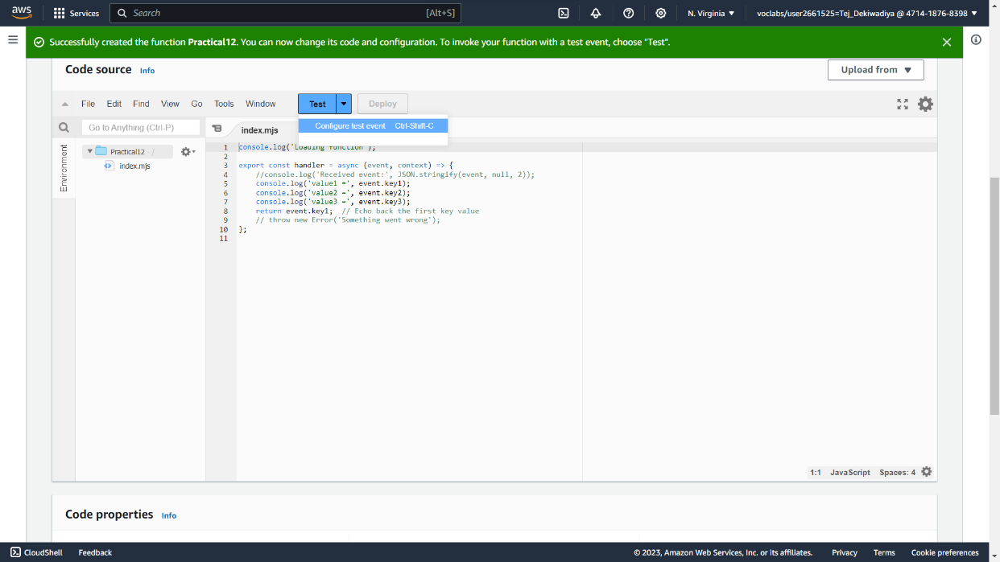 aws Services Search [Alt+S] N. Virginia voclabs/user2661525=Tej_Dekiwadiya @ 4714-1876-8398
Successfully created the function Practical12. You can now change its code and configuration. To invoke your function with a test event, choose "Test".
Code source Info Upload from
File Edit Find View Go Tools Window Test Deploy
Go to Anything (Ctrl-P) index.mjs Configure test event Ctrl-Shift-C
Environment
Practical12 - /
index.mjs
1 console.log('Loading function');
2
3 export const handler = async (event, context) => {
4 //console.log('Received event:', JSON.stringify(event, null, 2));
5 console.log('value1 =', event.key1);
6 console.log('value2 =', event.key2);
7 console.log('value3 =', event.key3);
8 return event.key1; // Echo back the first key value
9 // throw new Error('Something went wrong');
10 };
11
1:1 JavaScript Spaces: 4
Code properties Info
CloudShell Feedback © 2023, Amazon Web Services, Inc. or its affiliates. Privacy Terms Cookie preferences